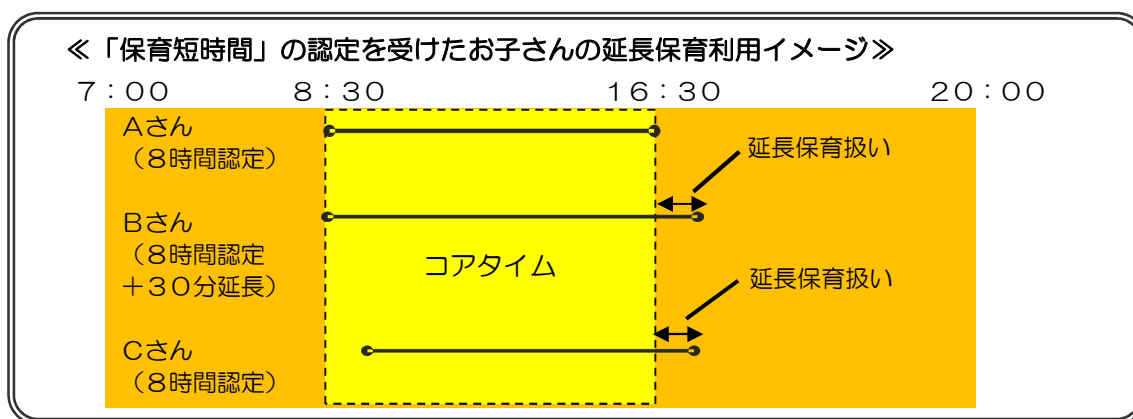 ≪「保育短時間」の認定を受けたお子さんの延長保育利用イメージ≫
7：00 8：30 16：30 20：00
Aさん
（8時間認定）
延長保育扱い
Bさん
（8時間認定
＋30分延長）
コアタイム
延長保育扱い
Cさん
（8時間認定）